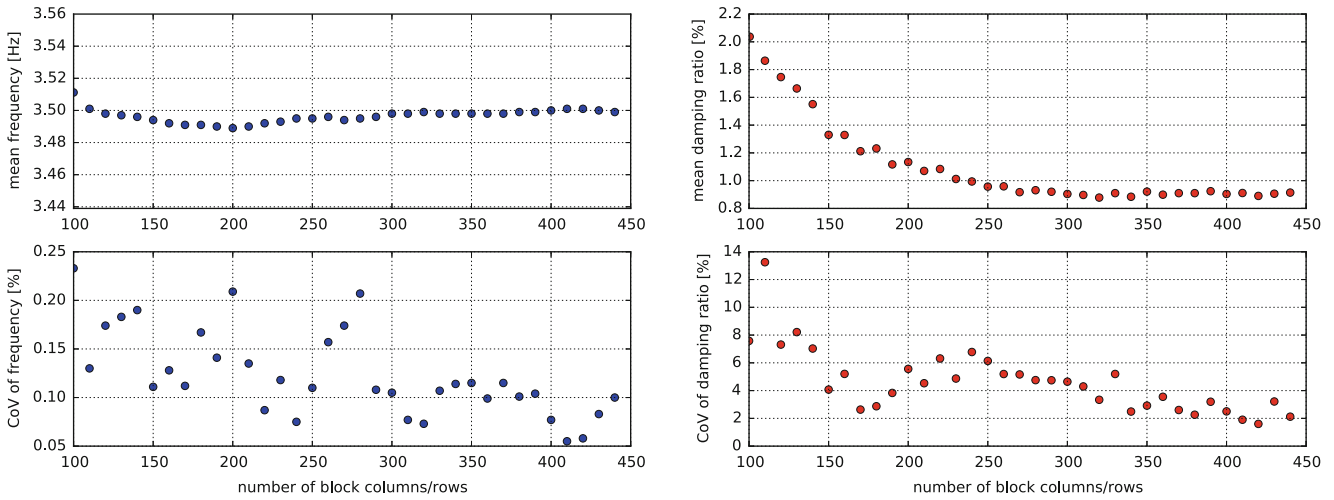 mean frequency [Hz]
3.56
3.54
3.52
3.50
3.48
3.46
3.44
100 150 200 250 300 350 400 450
mean damping ratio [%]
2.2
2.0
1.8
1.6
1.4
1.2
1.0
0.8
100 150 200 250 300 350 400 450
CoV of frequency [%]
0.25
0.20
0.15
0.10
0.05
100 150 200 250 300 350 400 450
number of block columns/rows
CoV of damping ratio [%]
14
12
10
8
6
4
2
0
100 150 200 250 300 350 400 450
number of block columns/rows